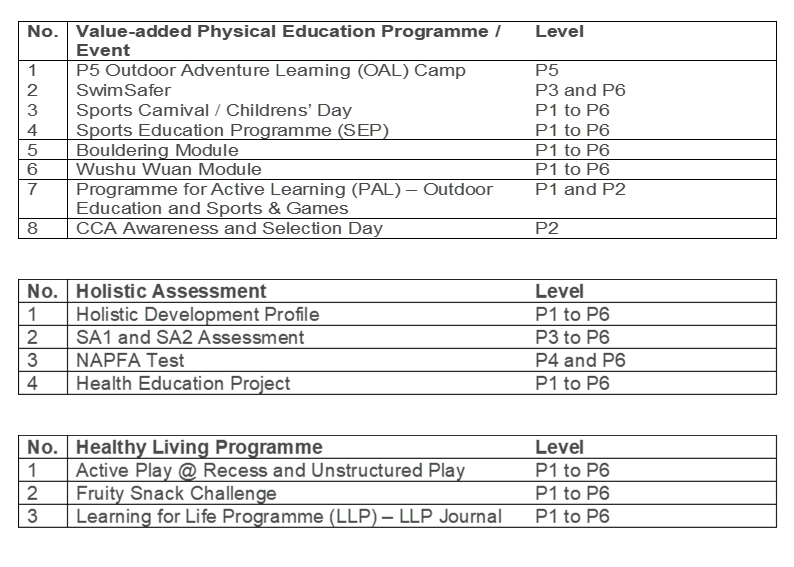 No. Value-added Physical Education Programme / Level
Event
1 P5 Outdoor Adventure Learning (OAL) Camp P5
2 SwimSafer P3 and P6
3 Sports Carnival / Childrens’ Day P1 to P6
4 Sports Education Programme (SEP) P1 to P6
5 Bouldering Module P1 to P6
6 Wushu Wuan Module P1 to P6
7 Programme for Active Learning (PAL) – Outdoor P1 and P2
Education and Sports & Games
8 CCA Awareness and Selection Day P2
No. Holistic Assessment Level
1 Holistic Development Profile P1 to P6
2 SA1 and SA2 Assessment P3 to P6
3 NAPFA Test P4 and P6
4 Health Education Project P1 to P6
No. Healthy Living Programme Level
1 Active Play @ Recess and Unstructured Play P1 to P6
2 Fruity Snack Challenge P1 to P6
3 Learning for Life Programme (LLP) – LLP Journal P1 to P6